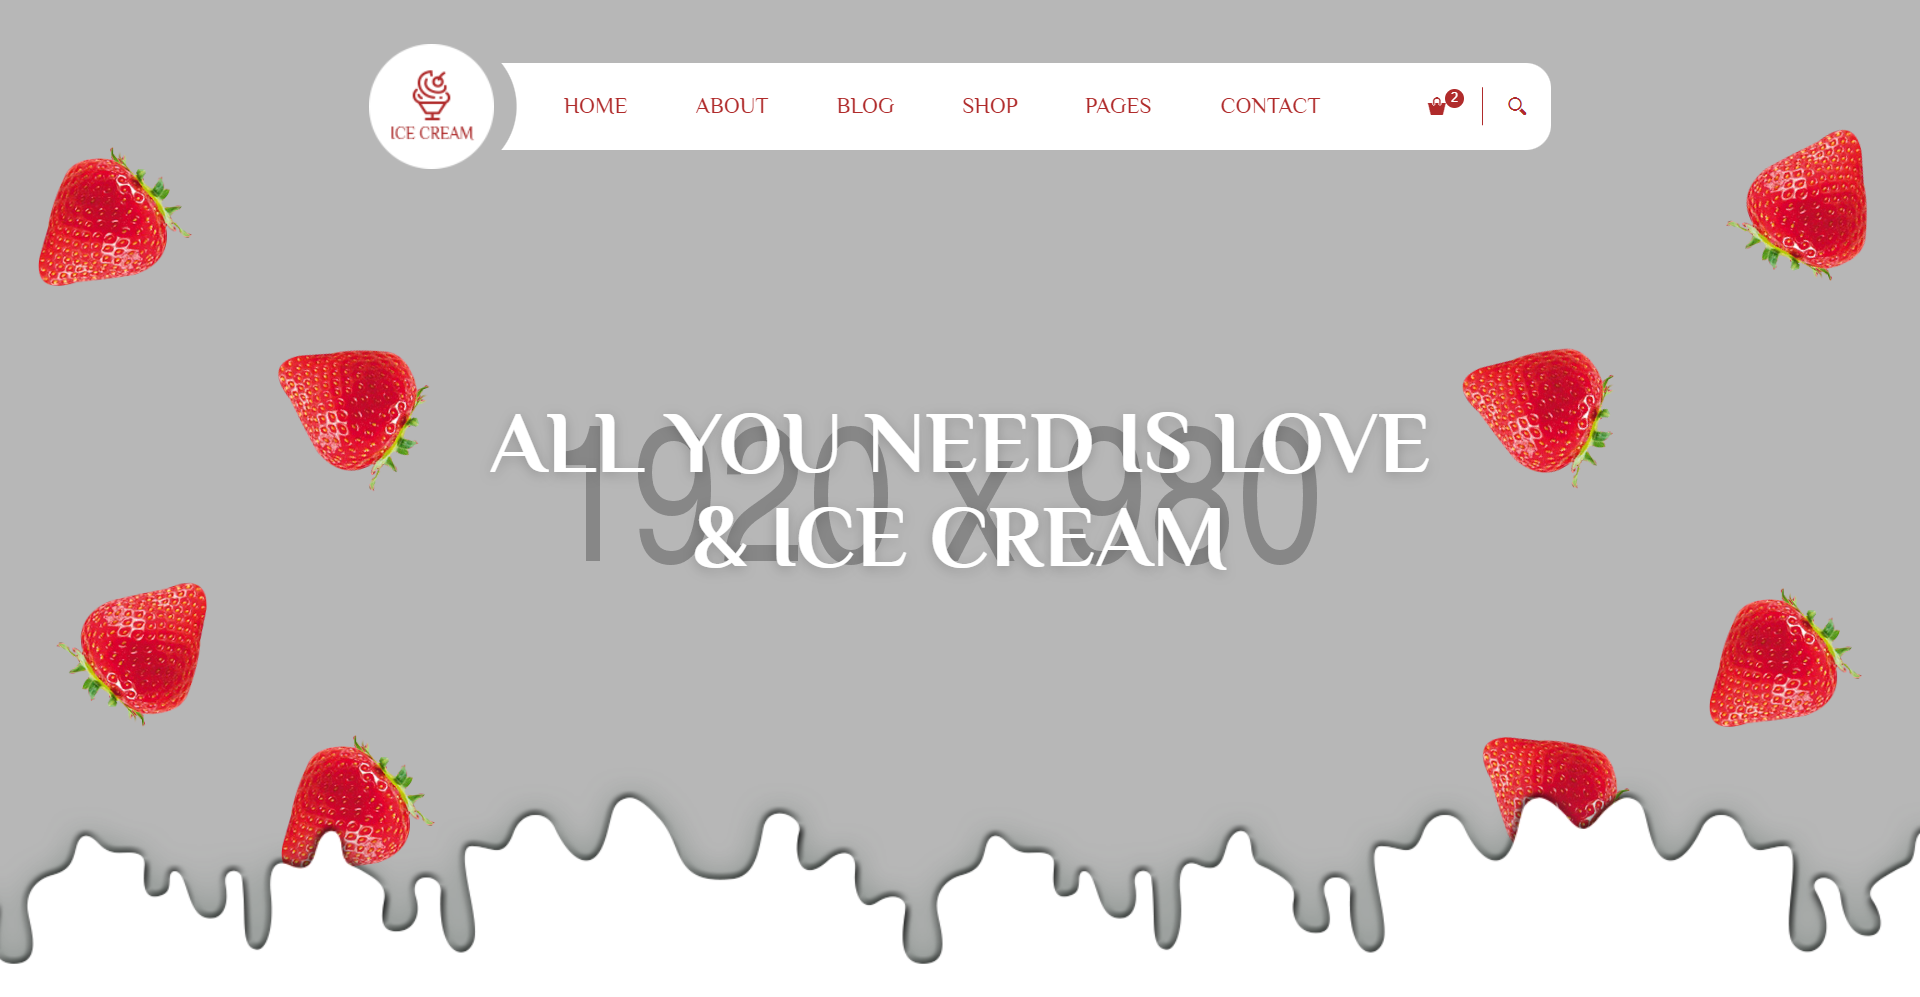 ICE CREAM
HOME ABOUT BLOG SHOP PAGES CONTACT 2
ALL YOU NEED IS LOVE
1920 x 980
& ICE CREAM